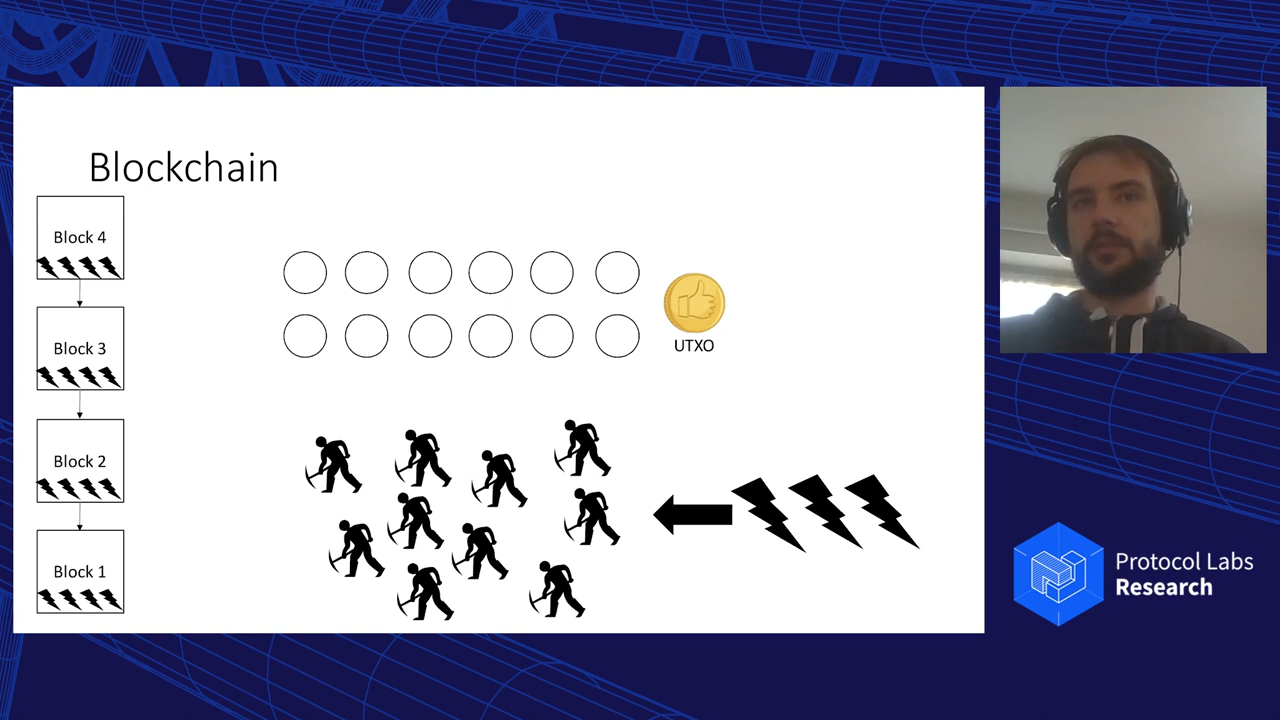 Blockchain
Block 4
Block 3
Block 2
Block 1
UTXO
Protocol Labs
Research